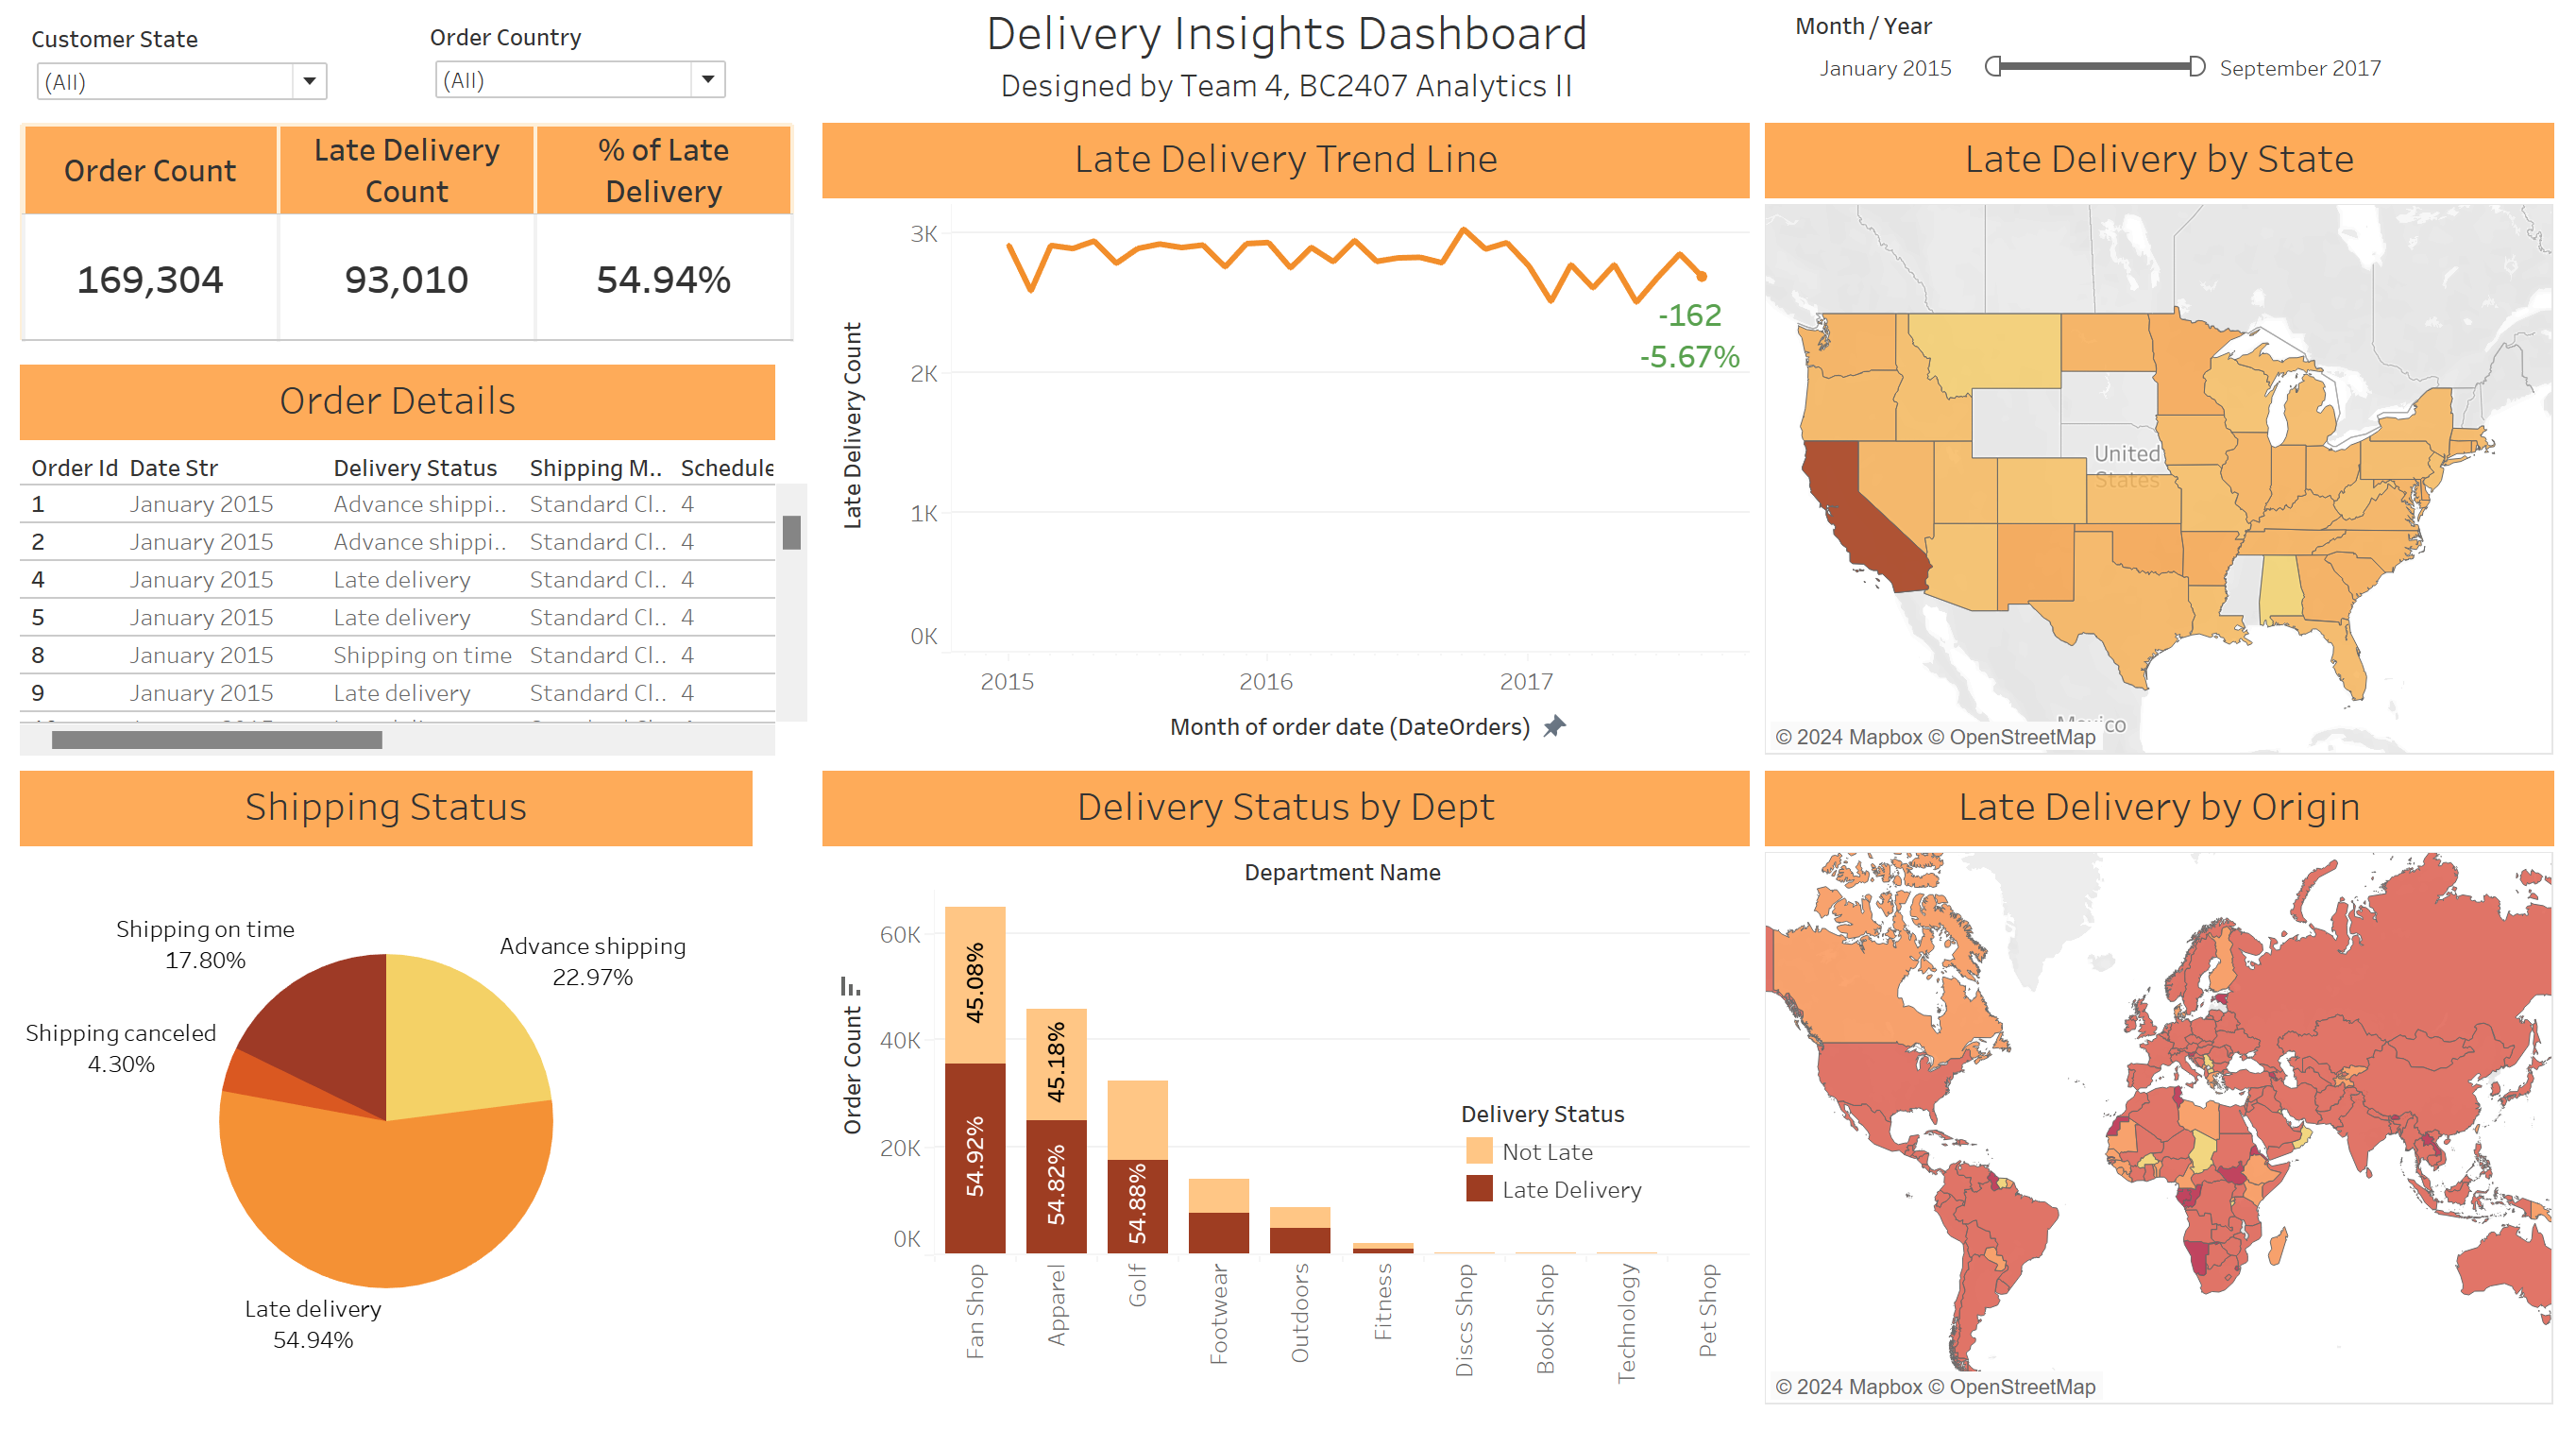 Customer State
(All)
Order Country
(All)
Delivery Insights Dashboard
Designed by Team 4, BC2407 Analytics II
Month / Year
January 2015
September 2017
Order Count
Late Delivery
Count
% of Late
Delivery
169,304
93,010
54.94%
Order Details
Order Id Date Str Delivery Status Shipping M.. Schedule
1 January 2015 Advance shippi.. Standard Cl.. 4
2 January 2015 Advance shippi.. Standard Cl.. 4
4 January 2015 Late delivery Standard Cl.. 4
5 January 2015 Late delivery Standard Cl.. 4
8 January 2015 Shipping on time Standard Cl.. 4
9 January 2015 Late delivery Standard Cl.. 4
Late Delivery Trend Line
Late Delivery Count
3K
2K
1K
0K
-162
-5.67%
2015
2016
2017
Month of order date (DateOrders)
Late Delivery by State
United
States
© 2024 Mapbox © OpenStreetMap
Shipping Status
Shipping on time
17.80%
Advance shipping
22.97%
Shipping canceled
4.30%
Late delivery
54.94%
Delivery Status by Dept
Department Name
Order Count
60K
40K
20K
0K
45.08%
54.92%
45.18%
54.82%
54.88%
Delivery Status
Not Late
Late Delivery
Fan Shop
Apparel
Golf
Footwear
Outdoors
Fitness
Discs Shop
Book Shop
Technology
Pet Shop
Late Delivery by Origin
© 2024 Mapbox © OpenStreetMap